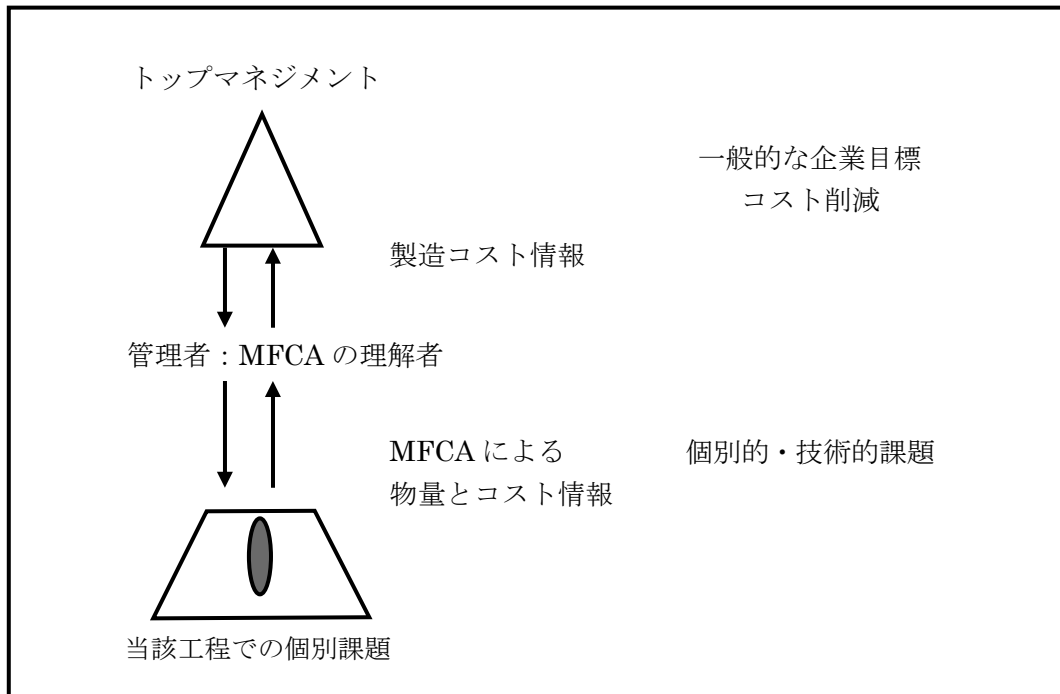 トップマネジメント
一般的な企業目標
コスト削減
製造コスト情報
管理者：MFCA の理解者
MFCA による
物量とコスト情報
個別的・技術的課題
当該工程での個別課題